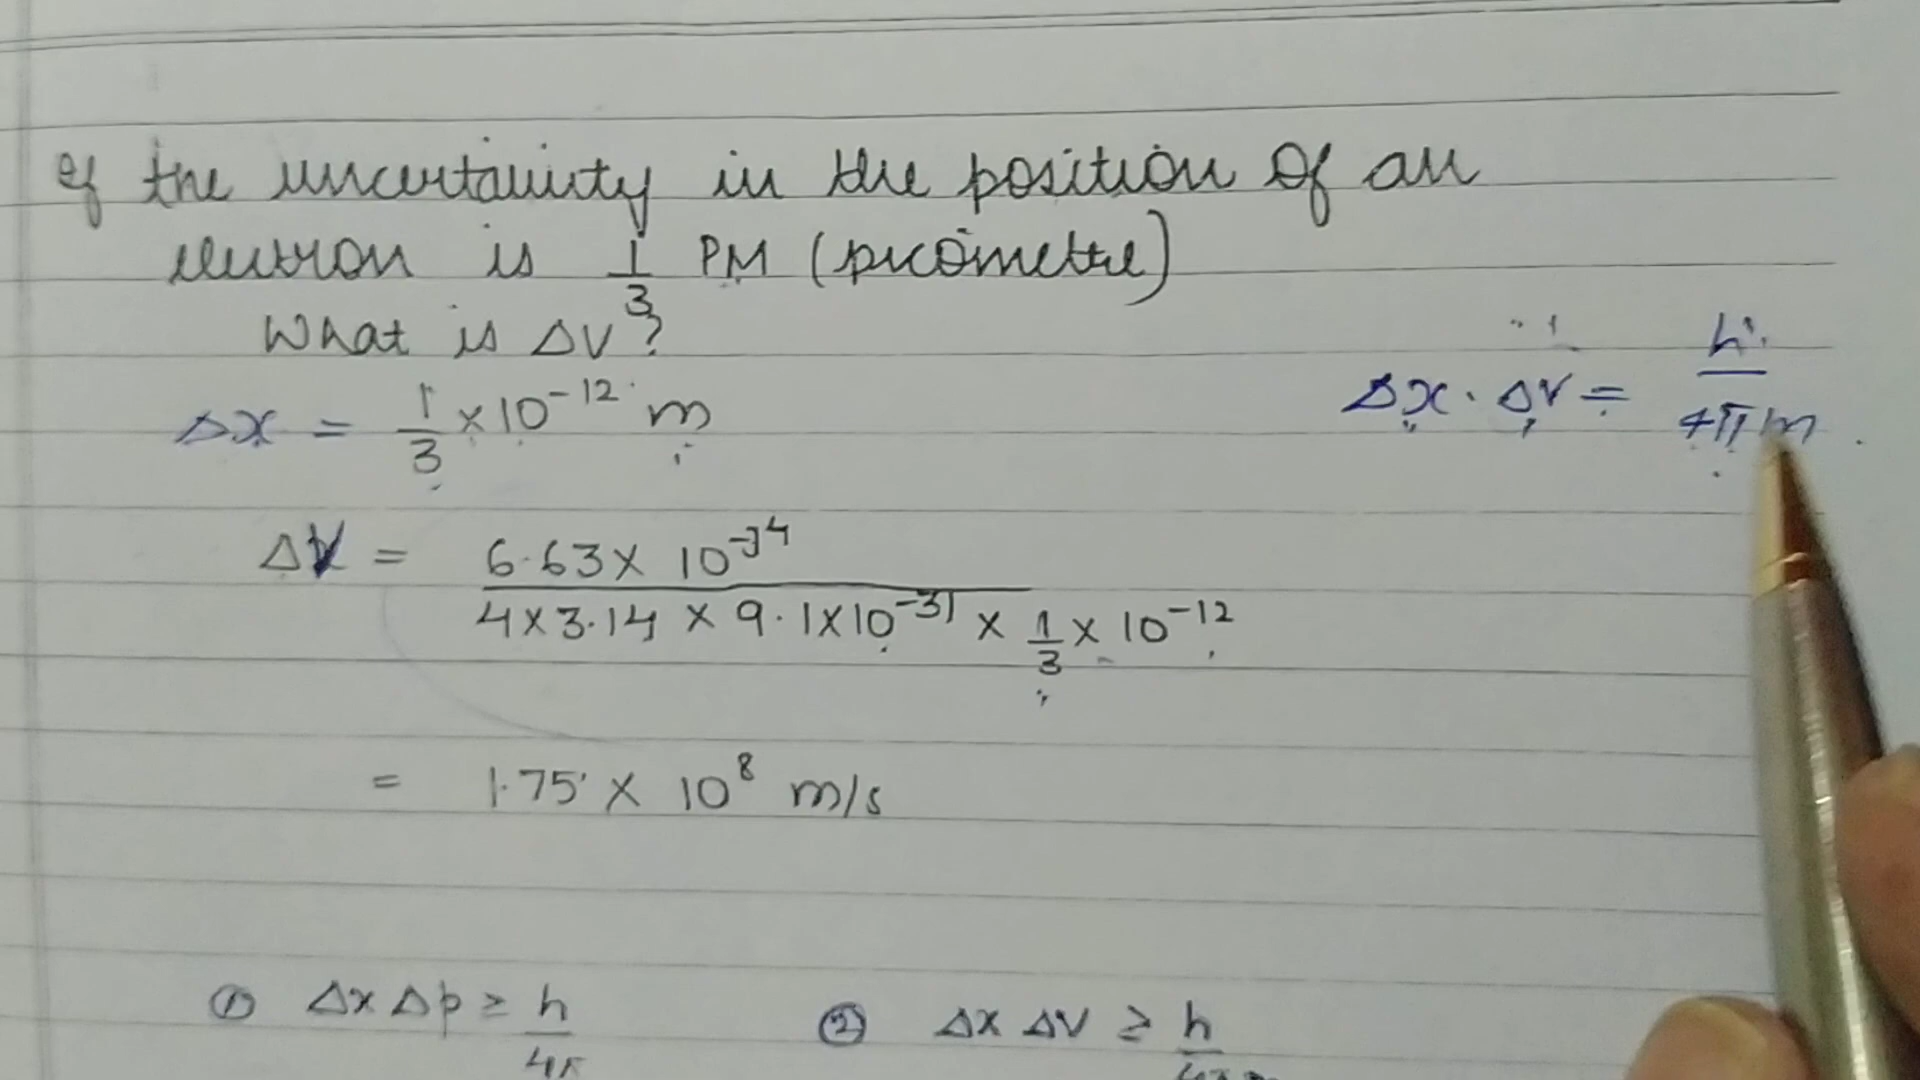 If the uncertainty in the position of an
electron is 1/3 PM (picometre)
What is ΔV?
Δx = 1/3 × 10⁻¹² m
Δx · ΔV = h/4πm
ΔV = 6.63 × 10⁻³⁴ / 4 × 3.14 × 9.1 × 10⁻³¹ × 1/3 × 10⁻¹²
= 1.75 × 10⁸ m/s
① Δx Δp ≥ h/4π
② Δx ΔV ≥ h/4πm